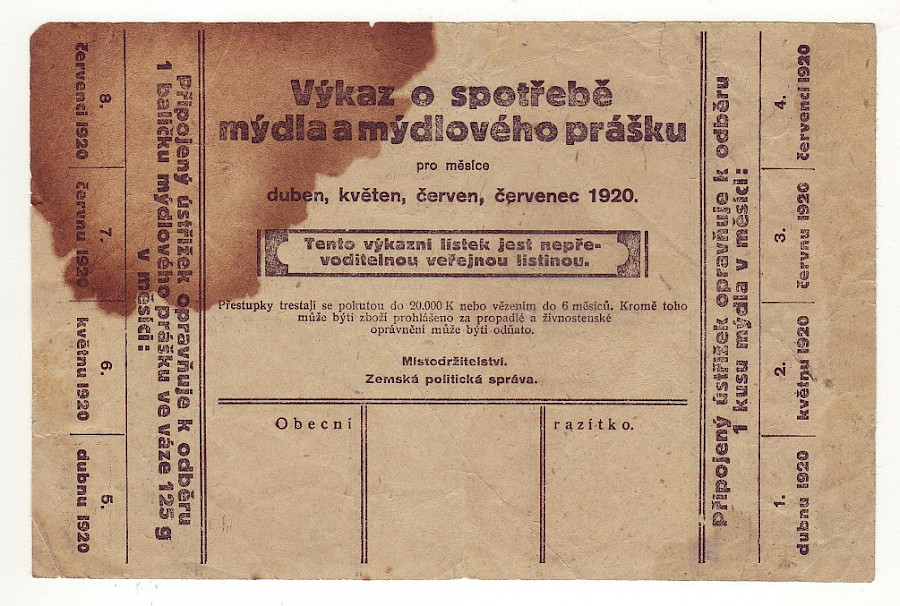 8.
červenci 1920
7.
červnu 1920
6.
květnu 1920
5.
dubnu 1920
Připojený ústřižek opravňuje k odběru
1 balíčku mýdlového prášku ve váze 125 g
v měsíci:
Výkaz o spotřebě
mýdla a mýdlového prášku
pro měsíce
duben, květen, červen, červenec 1920.
Tento výkazní lístek jest nepře-
voditelnou veřejnou listinou.
Přestupky trestají se pokutou do 20.000 K nebo vězením do 6 měsíců. Kromě toho
může býti zboží prohlášeno za propadlé a živnostenské
oprávnění může býti odňato.
Místodržitelství.
Zemská politická správa.
Obecní razítko.
Připojený ústřižek opravňuje k odběru
1 kusu mýdla v měsíci:
4.
červenci 1920
3.
červnu 1920
2.
květnu 1920
1.
dubnu 1920